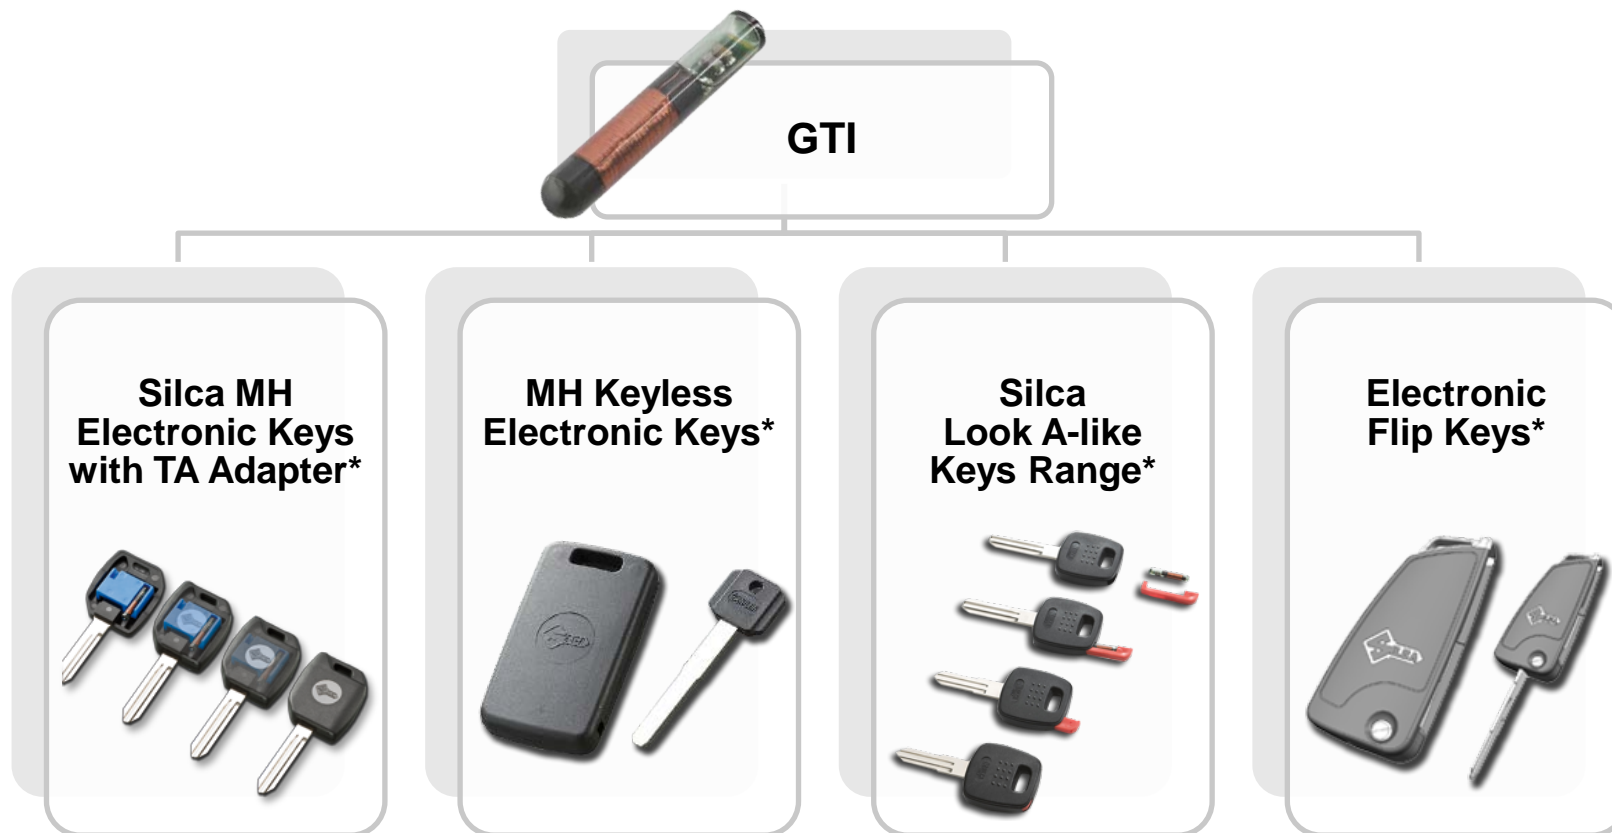 GTI
Silca MH
Electronic Keys
with TA Adapter*
MH Keyless
Electronic Keys*
Silca
Look A-like
Keys Range*
Electronic
Flip Keys*